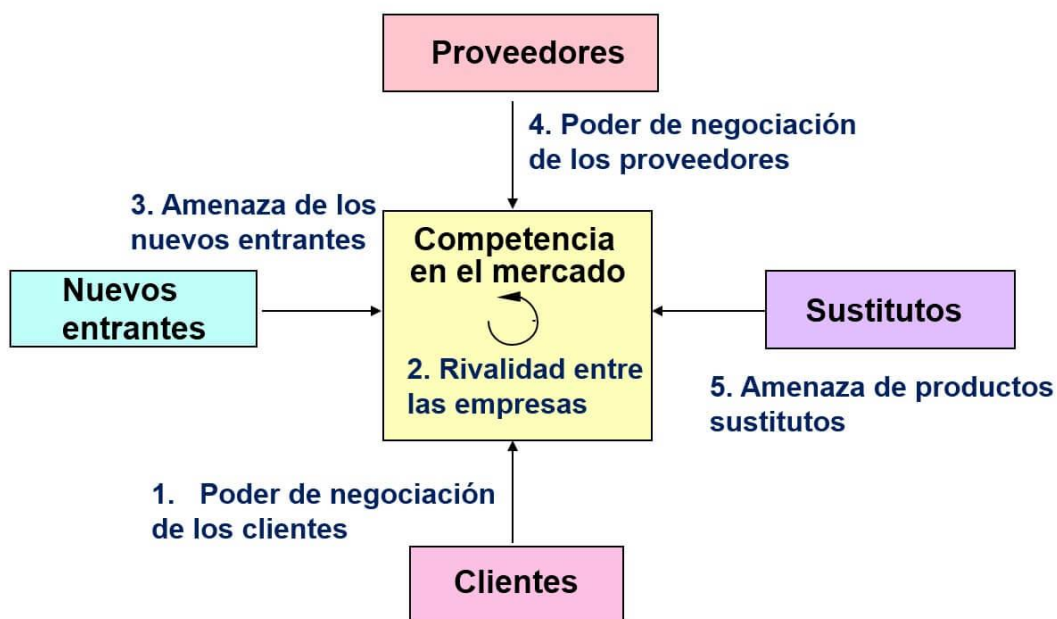 Proveedores
4. Poder de negociación
de los proveedores
3. Amenaza de los
nuevos entrantes
Nuevos
entrantes
Competencia
en el mercado
2. Rivalidad entre
las empresas
Sustitutos
5. Amenaza de productos
sustitutos
1. Poder de negociación
de los clientes
Clientes